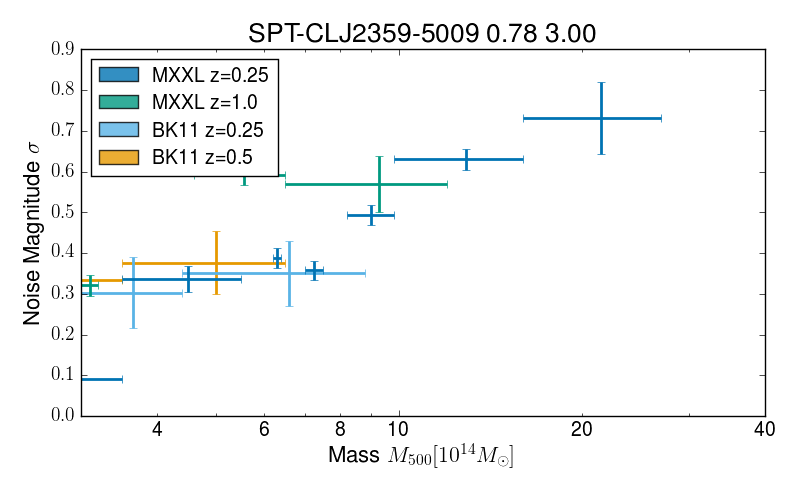 SPT-CLJ2359-5009 0.78 3.00
0.9
0.8
0.7
0.6
0.5
0.4
0.3
0.2
0.1
0.0
Noise Magnitude σ
MXXL z=0.25
MXXL z=1.0
BK11 z=0.25
BK11 z=0.5
4 6 8 10 20 40
Mass M₅₀₀[10¹⁴M☉]